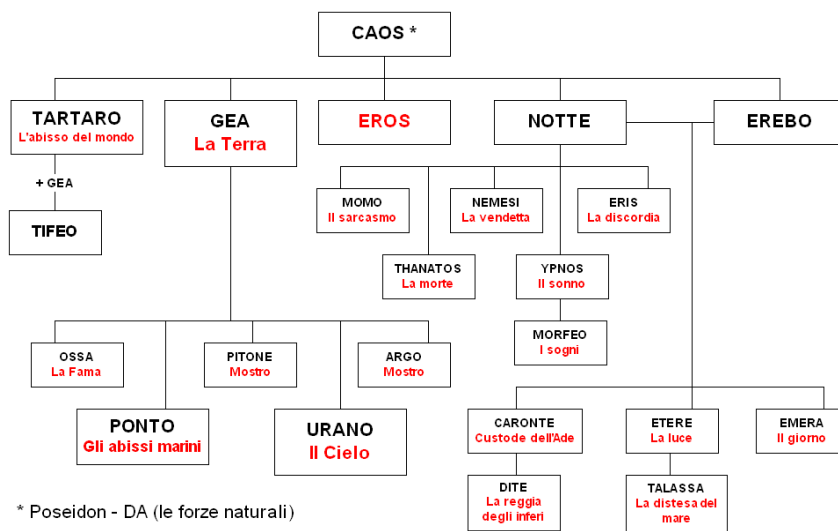 CAOS *
TARTARO
L'abisso del mondo
GEA
La Terra
EROS
NOTTE
EREBO
+ GEA
TIFEO
MOMO
Il sarcasmo
NEMESI
La vendetta
ERIS
La discordia
THANATOS
La morte
YPNOS
Il sonno
MORFEO
I sogni
OSSA
La Fama
PITONE
Mostro
ARGO
Mostro
PONTO
Gli abissi marini
URANO
Il Cielo
CARONTE
Custode dell'Ade
ETERE
La luce
EMERA
Il giorno
DITE
La reggia
degli inferi
TALASSA
La distesa del
mare
* Poseidon - DA (le forze naturali)